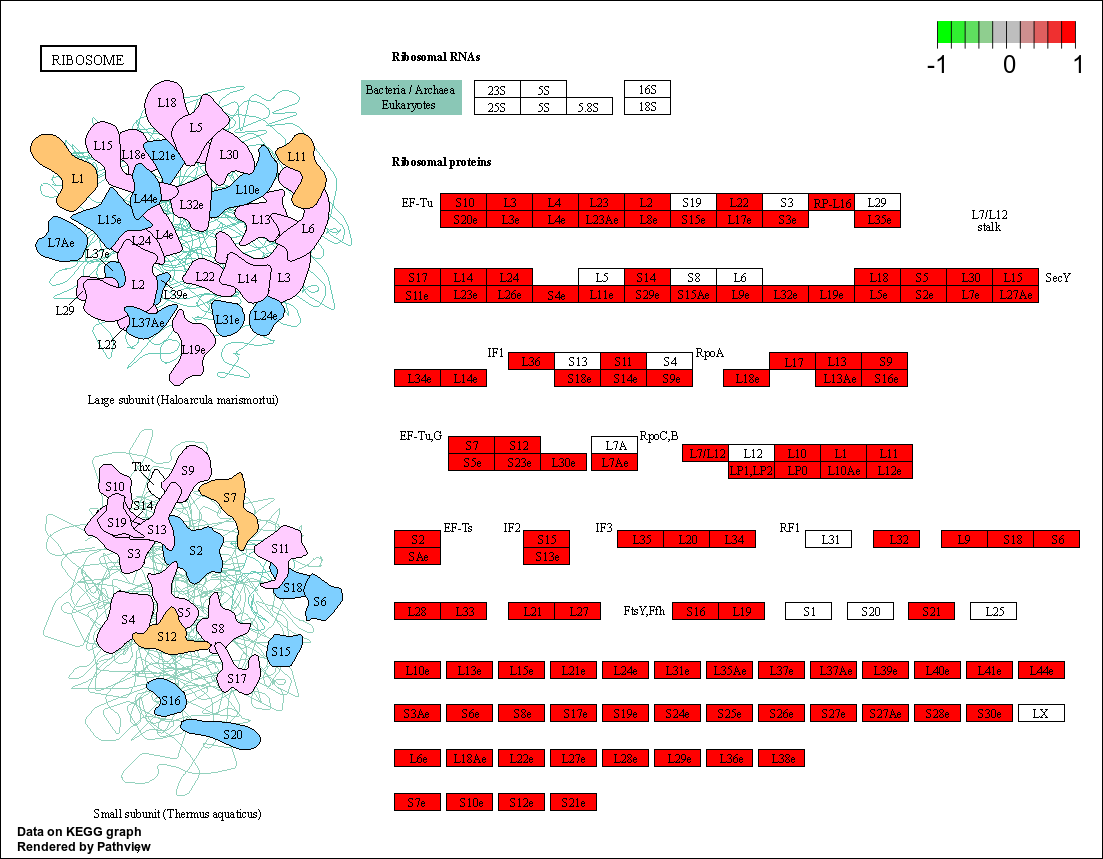 RIBOSOME
Ribosomal RNAs
-1 0 1
Bacteria / Archaea 23S 5S 16S
Eukaryotes 25S 5S 5.8S 18S
Ribosomal proteins
EF-Tu S10 L3 L4 L23 L2 S19 L22 S3 RP-L16 L29
S20e L3e L4e L23Ae L8e S15e L17e S3e L35e
L7/L12
stalk
S17 L14 L24 L5 S14 S8 L6 L18 S5 L30 L15 SecY
S11e L23e L26e S4e L11e S29e S15Ae L9e L32e L19e L5e S2e L7e L27Ae
IF1 L36 S13 S11 S4 RpoA L17 L13 S9
L34e L14e S18e S14e S9e L18e L13Ae S16e
EF-Tu,G S7 S12 L7A RpoC,B L7/L12 L12 L10 L1 L11
S5e S23e L30e L7Ae LP1,LP2 LP0 L10Ae L12e
S2 EF-Ts IF2 S15 IF3 L35 L20 L34 RF1 L31 L32 L9 S18 S6
SAe S13e
L28 L33 L21 L27 FtsY,Ffh S16 L19 S1 S20 S21 L25
L10e L13e L15e L21e L24e L31e L35Ae L37e L37Ae L39e L40e L41e L44e
S3Ae S6e S8e S17e S19e S24e S25e S26e S27e S27Ae S28e S30e LX
L6e L18Ae L22e L27e L28e L29e L36e L38e
S7e S10e S12e S21e
L18
L5
L15
L18e
L21e
L30
L11
L1
L10e
L44e
L32e
L15e
L13
L6
L7Ae
L24
L4e
L37e
L2
L22
L14
L3
L39e
L29
L37Ae
L31e
L24e
L23
L19e
Large subunit (Haloarcula marismortui)
Thx
S9
S10
S7
S14
S19
S13
S3
S2
S11
S18
S6
S4
S5
S8
S12
S15
S17
S16
S20
Small subunit (Thermus aquaticus)
Data on KEGG graph
Rendered by Pathview